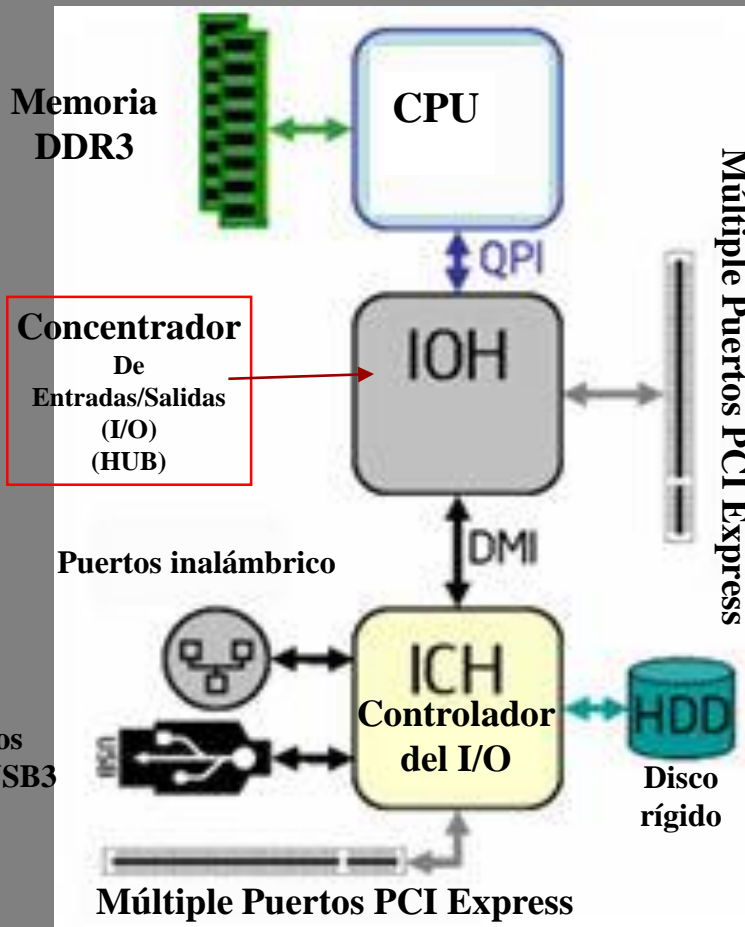 Memoria
DDR3
CPU
QPI
Múltiple Puertos PCI Express
Concentrador
De
Entradas/Salidas
(I/O)
(HUB)
IOH
DMI
Puertos inalámbrico
ICH
Controlador
del I/O
HDD
Disco
rígido
USB
Múltiple Puertos PCI Express